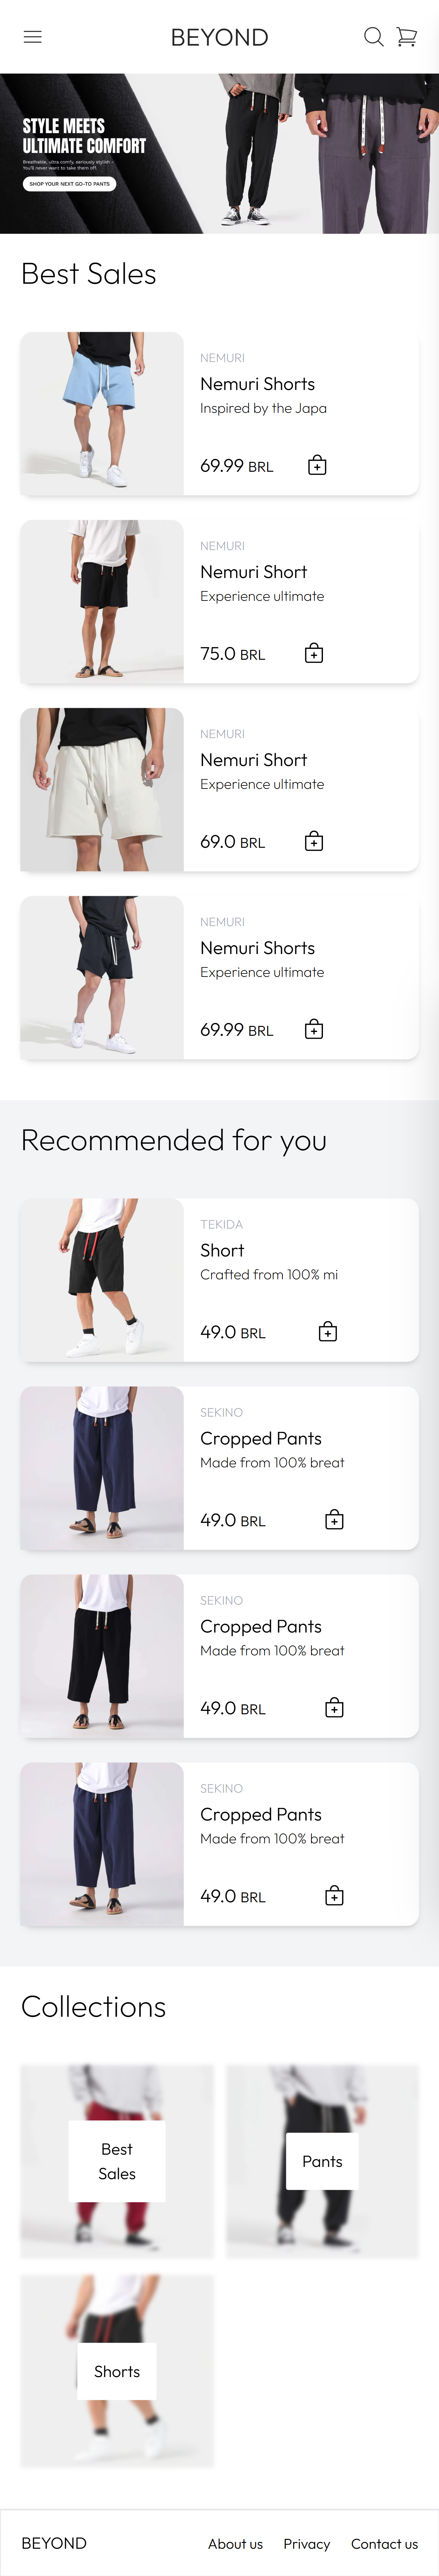 BEYOND
STYLE MEETS
ULTIMATE COMFORT
Breathable, ultra comfy, seriously stylish -
You'll never want to take them off.
SHOP YOUR NEXT GO-TO PANTS
Best Sales
NEMURI
Nemuri Shorts
Inspired by the Japa
69.99 BRL
NEMURI
Nemuri Short
Experience ultimate
75.0 BRL
NEMURI
Nemuri Short
Experience ultimate
69.0 BRL
NEMURI
Nemuri Shorts
Experience ultimate
69.99 BRL
Recommended for you
TEKIDA
Short
Crafted from 100% mi
49.0 BRL
SEKINO
Cropped Pants
Made from 100% breat
49.0 BRL
SEKINO
Cropped Pants
Made from 100% breat
49.0 BRL
SEKINO
Cropped Pants
Made from 100% breat
49.0 BRL
Collections
Best
Sales
Pants
Shorts
BEYOND
About us
Privacy
Contact us